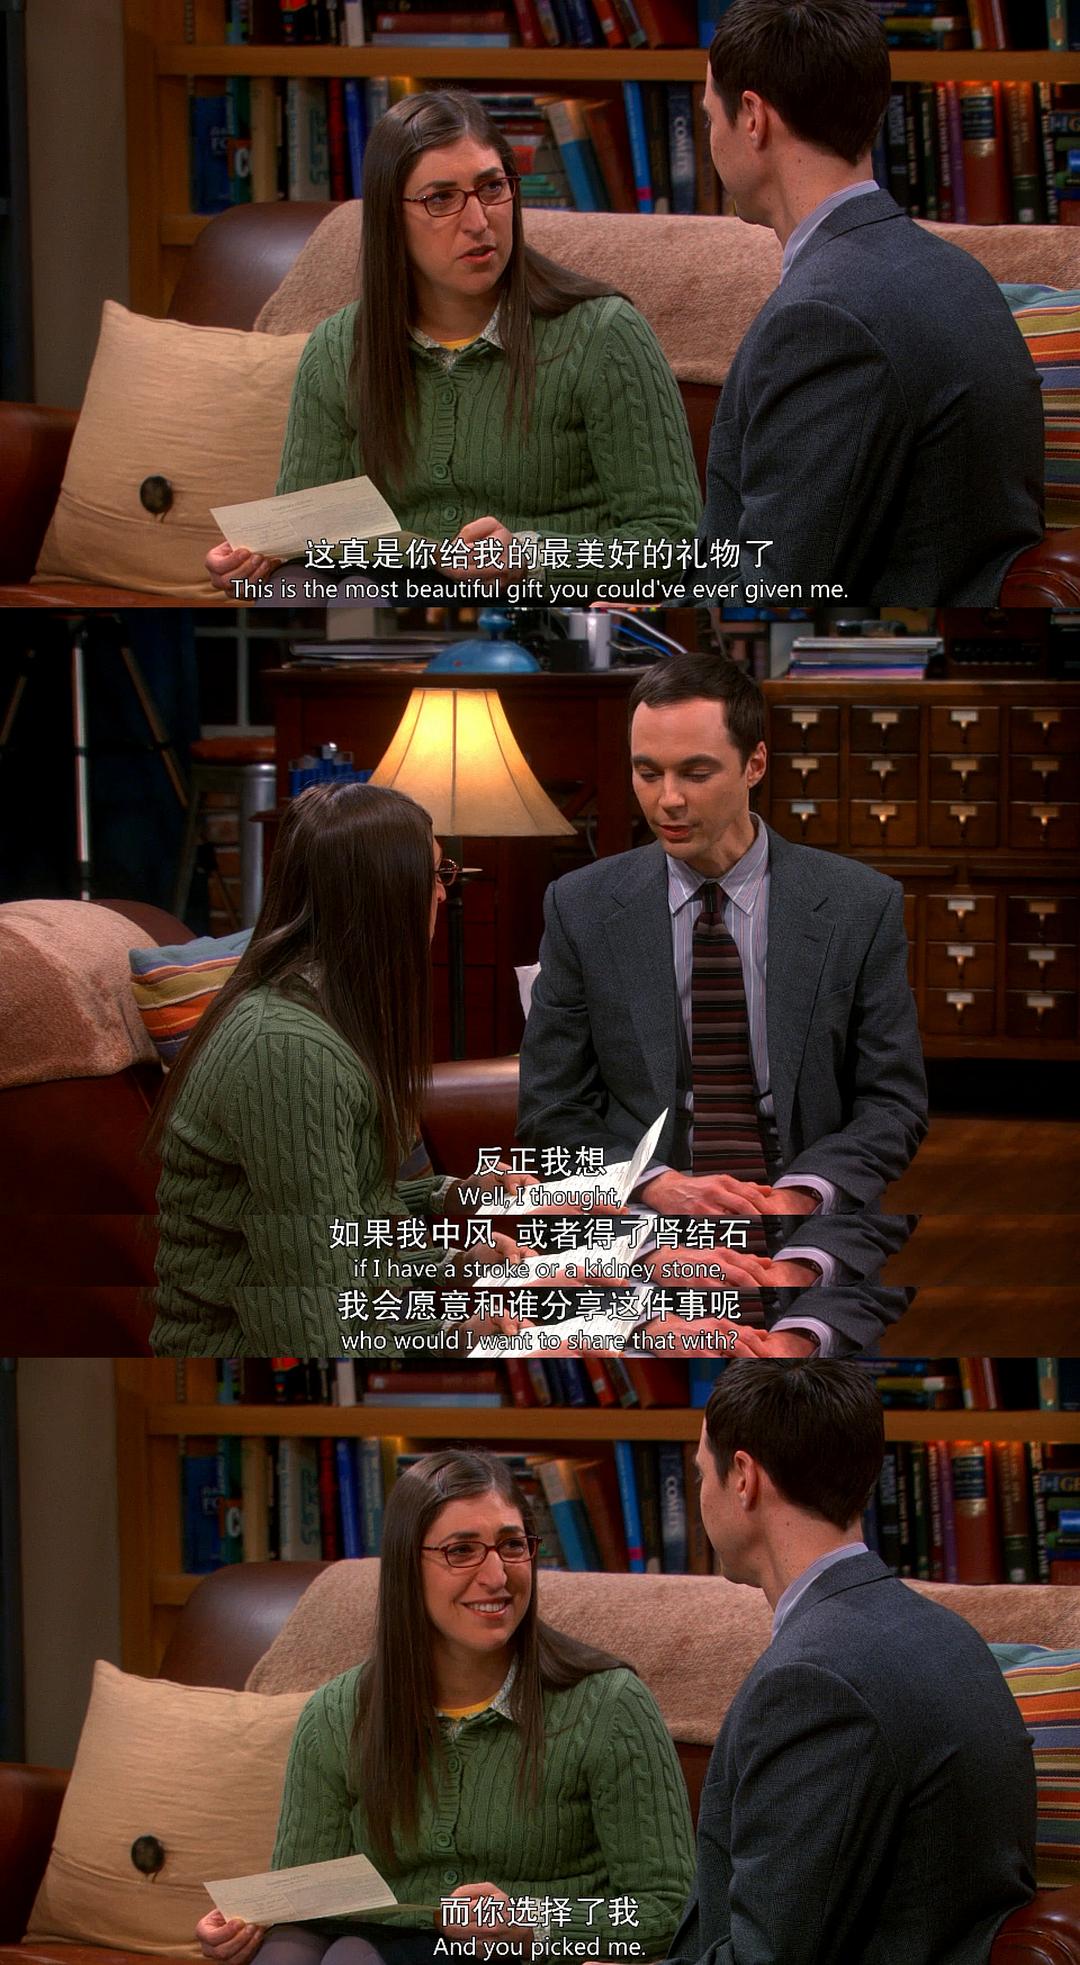 这真是你给我的最美好的礼物了
This is the most beautiful gift you could've ever given me.
反正我想
Well, I thought,
如果我中风 或者得了肾结石
if I have a stroke or a kidney stone,
我会愿意和谁分享这件事呢
who would I want to share that with?
而你选择了我
And you picked me.